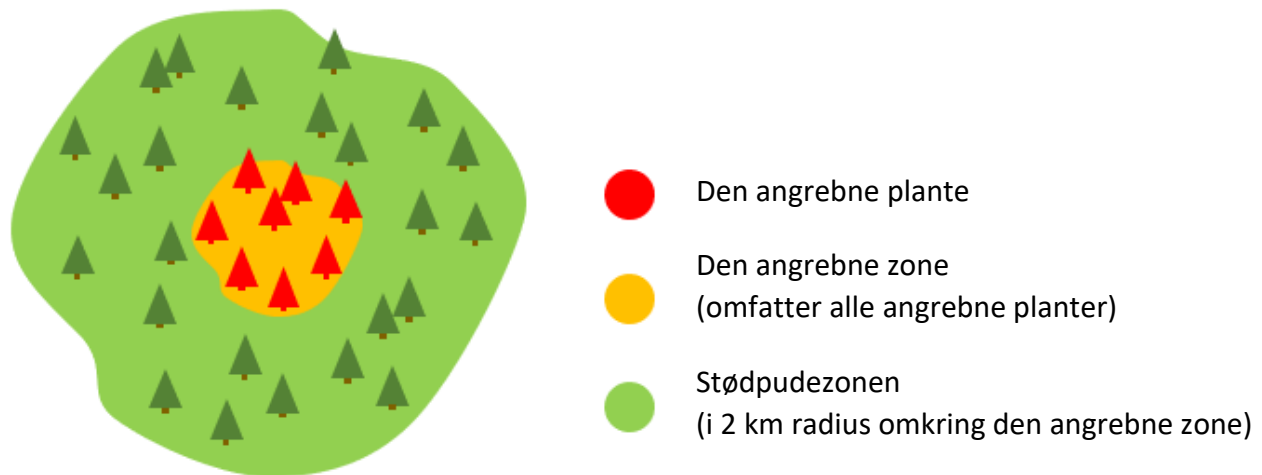 Den angrebne plante
Den angrebne zone
(omfatter alle angrebne planter)
Stødpudezonen
(i 2 km radius omkring den angrebne zone)